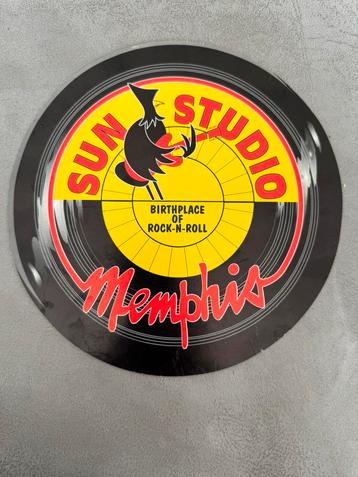 SUN STUDIO
BIRTHPLACE
OF
ROCK-N-ROLL
Memphis